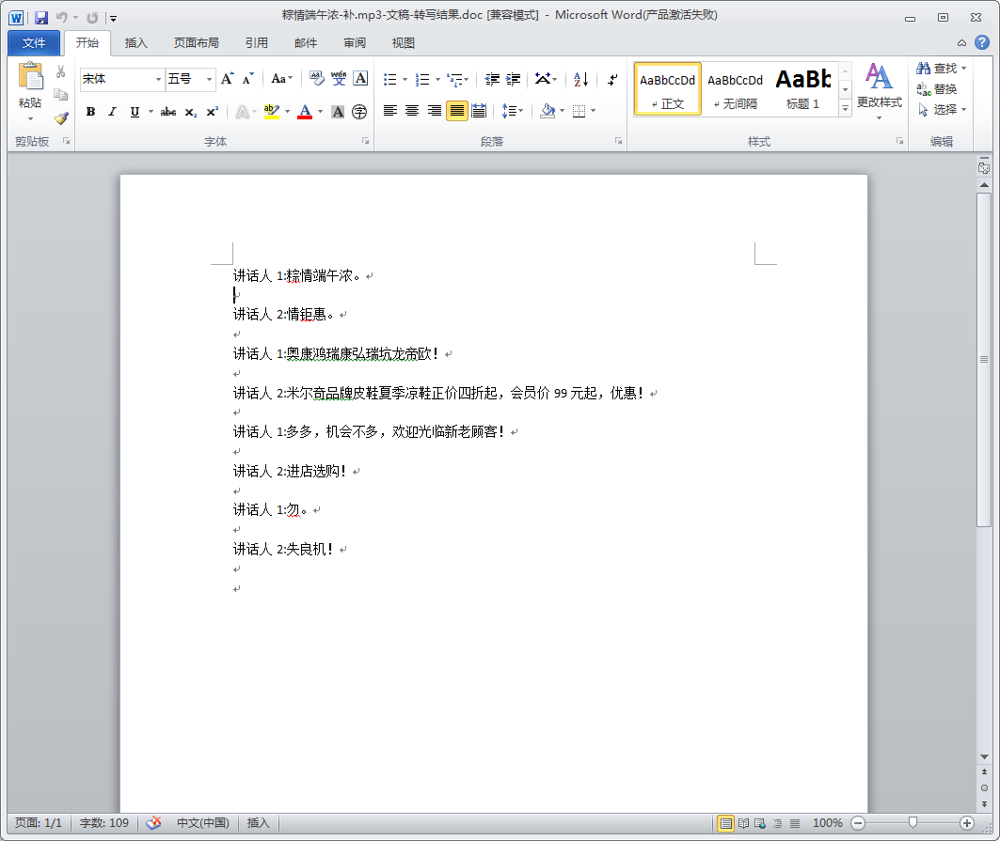 粽情端午浓-补.mp3-文稿-转写结果.doc [兼容模式] - Microsoft Word(产品激活失败)
文件 开始 插入 页面布局 引用 邮件 审阅 视图
宋体 五号 Aa wén 文 A
粘贴
B I U abc x₂ x² A ab A A 字
AaBbCcDd AaBbCcDd AaBb
正文 无间隔 标题 1
更改样式
查找
替换
选择
剪贴板 字体 段落 样式 编辑
讲话人 1:粽情端午浓。
讲话人 2:情钜惠。
讲话人 1:奥康鸿瑞康弘瑞坑龙帝欧！
讲话人 2:米尔奇品牌皮鞋夏季凉鞋正价四折起，会员价 99 元起，优惠！
讲话人 1:多多，机会不多，欢迎光临新老顾客！
讲话人 2:进店选购！
讲话人 1:勿。
讲话人 2:失良机！
页面: 1/1 字数: 109 中文(中国) 插入 100%